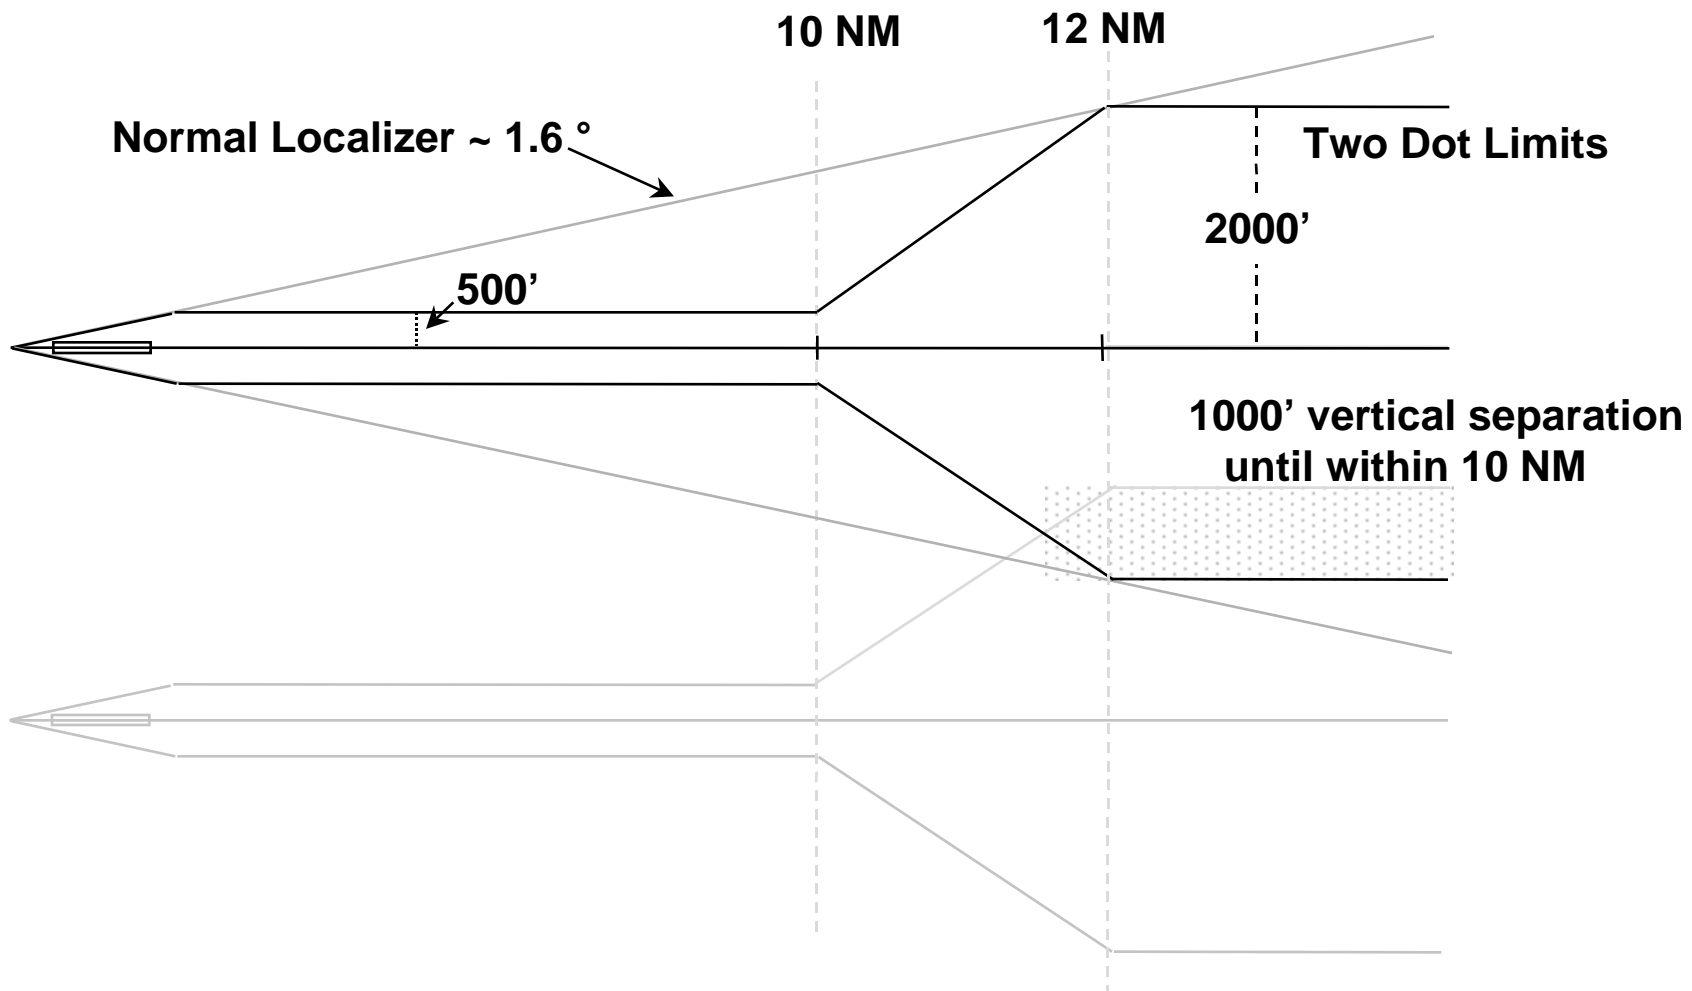 10 NM
12 NM
Normal Localizer ~ 1.6 °
Two Dot Limits
2000’
500’
1000’ vertical separation
until within 10 NM